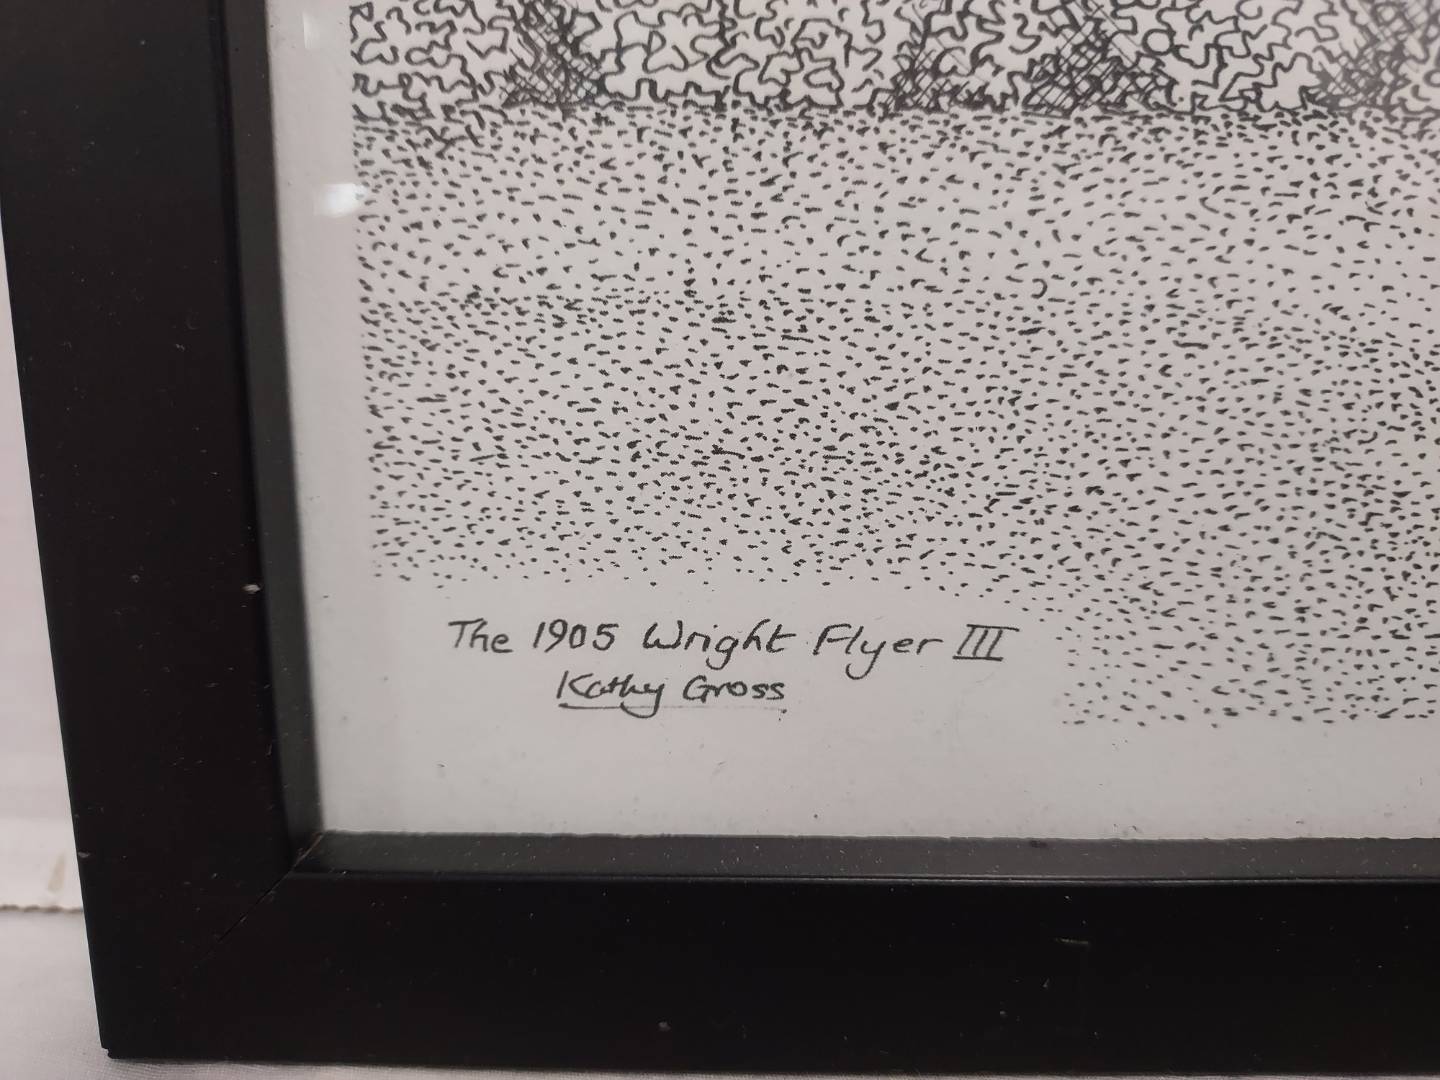 The 1905 Wright Flyer III
Kathy Gross